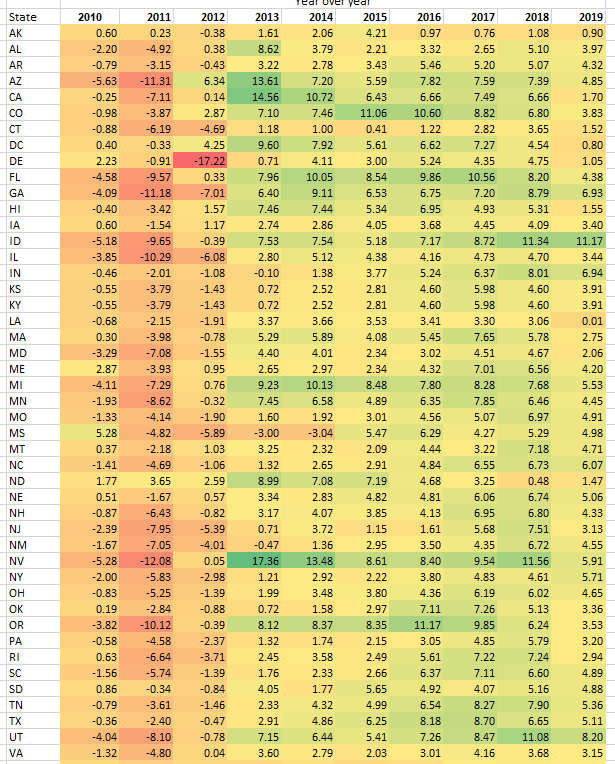 Year over year
State 2010 2011 2012 2013 2014 2015 2016 2017 2018 2019
AK 0.60 0.23 -0.38 1.61 2.06 4.21 0.97 0.76 1.08 0.90
AL -2.20 -4.92 0.38 8.62 3.79 2.21 3.32 2.65 5.10 3.97
AR -0.79 -3.15 -0.43 3.22 2.78 3.43 5.46 5.20 5.07 4.32
AZ -5.63 -11.31 6.34 13.61 7.20 5.59 7.82 7.59 7.39 4.85
CA -0.25 -7.11 0.14 14.56 10.72 6.43 6.66 7.49 6.66 1.70
CO -0.98 -3.87 2.87 7.10 7.46 11.06 10.60 8.82 6.80 3.83
CT -0.88 -6.19 -4.69 1.18 1.00 0.41 1.22 2.82 3.65 1.52
DC 0.40 -0.33 4.25 9.60 7.92 5.61 6.62 7.27 4.54 0.80
DE 2.23 -0.91 -17.22 0.71 4.11 3.00 5.24 4.35 4.75 1.05
FL -4.58 -9.57 0.33 7.96 10.05 8.54 9.86 10.56 8.20 4.38
GA -4.09 -11.18 -7.01 6.40 9.11 6.53 6.75 7.20 8.79 6.93
HI -0.40 -3.42 1.57 7.46 7.44 5.34 6.95 4.93 5.31 1.55
IA 0.60 -1.54 1.17 2.74 2.86 4.05 3.68 4.45 4.09 3.40
ID -5.18 -9.65 -0.39 7.53 7.54 5.18 7.17 8.72 11.34 11.17
IL -3.85 -10.29 -6.08 2.80 5.12 4.38 4.16 4.73 4.70 3.44
IN -0.46 -2.01 -1.08 -0.10 1.38 3.77 5.24 6.37 8.01 6.94
KS -0.55 -3.79 -1.43 0.72 2.52 2.81 4.60 5.98 4.60 3.91
KY -0.55 -3.79 -1.43 0.72 2.52 2.81 4.60 5.98 4.60 3.91
LA -0.68 -2.15 -1.91 3.37 3.66 3.53 3.41 3.30 3.06 0.01
MA 0.30 -3.98 -0.78 5.29 5.89 4.08 5.45 7.65 5.78 2.75
MD -3.29 -7.08 -1.55 4.40 4.01 2.34 3.02 4.51 4.67 2.06
ME 2.87 -3.93 0.95 2.65 2.97 2.34 4.32 7.01 6.56 4.20
MI -4.11 -7.29 0.76 9.23 10.13 8.48 7.80 8.28 7.68 5.53
MN -1.93 -8.62 -0.32 7.45 6.58 4.89 6.35 7.85 6.46 4.45
MO -1.33 -4.14 -1.90 1.60 1.92 3.01 4.56 5.07 6.97 4.91
MS 5.28 -4.82 -5.89 -3.00 -3.04 5.47 6.29 4.27 5.29 4.98
MT 0.37 -2.18 1.03 3.25 2.32 2.09 4.44 3.22 7.18 4.71
NC -1.41 -4.69 -1.06 1.32 2.65 2.91 4.84 6.55 6.73 6.07
ND 1.77 3.65 2.59 8.99 7.08 7.19 4.68 3.25 0.48 1.47
NE 0.51 -1.67 0.57 3.34 2.83 4.82 4.81 6.06 6.74 5.06
NH -0.87 -6.43 -0.82 3.17 4.07 3.85 4.13 6.95 6.80 4.33
NJ -2.39 -7.95 -5.39 0.71 3.72 1.15 1.61 5.68 7.51 3.13
NM -1.67 -7.05 -4.01 -0.47 1.36 2.95 3.50 4.35 6.72 4.55
NV -5.28 -12.08 0.05 17.36 13.48 8.61 8.40 9.54 11.56 5.91
NY -2.00 -5.83 -2.98 1.21 2.92 2.22 3.80 4.83 4.61 5.71
OH -0.83 -5.25 -1.39 1.99 3.48 3.80 4.36 6.19 6.02 4.65
OK 0.19 -2.84 -0.88 0.72 1.58 2.97 7.11 7.26 5.13 3.36
OR -3.82 -10.12 -0.39 8.12 8.37 8.35 11.17 9.85 6.24 3.53
PA -0.58 -4.58 -2.37 1.32 1.74 2.15 3.05 4.85 5.79 3.20
RI 0.63 -6.64 -3.71 2.45 3.58 2.49 5.61 7.22 7.24 2.94
SC -1.56 -5.74 -1.39 1.76 2.33 2.66 6.37 7.11 6.60 4.89
SD 0.86 -0.34 -0.84 4.05 1.77 5.65 4.92 4.07 5.16 4.88
TN -0.79 -3.61 -1.46 2.33 4.32 4.99 6.54 8.27 7.90 5.36
TX -0.36 -2.40 -0.47 2.91 4.86 6.25 8.18 8.70 6.65 5.11
UT -4.04 -8.10 -0.78 7.15 6.44 5.41 7.26 8.47 11.08 8.20
VA -1.32 -4.80 0.04 3.60 2.79 2.03 3.01 4.16 3.68 3.15